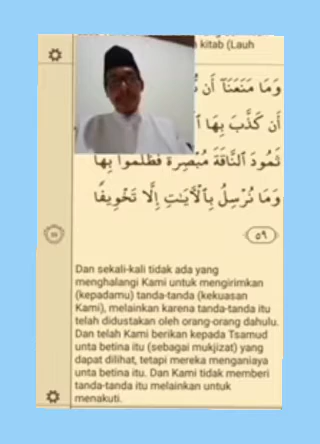 kitab (Lauh
وَمَا مَنَعَنَآ أَن
أَن كَذَّبَ بِهَا
ثَمُودَ ٱلنَّاقَةَ مُبْصِرَةً فَظَلَمُوا۟ بِهَا
وَمَا نُرْسِلُ بِٱلْءَايَٰتِ إِلَّا تَخْوِيفًا
٥٩
Dan sekali-kali tidak ada yang
menghalangi Kami untuk mengirimkan
(kepadamu) tanda-tanda (kekuasan
Kami), melainkan karena tanda-tanda itu
telah didustakan oleh orang-orang dahulu.
Dan telah Kami berikan kepada Tsamud
unta betina itu (sebagai mukjizat) yang
dapat dilihat, tetapi mereka menganiaya
unta betina itu. Dan Kami tidak memberi
tanda-tanda itu melainkan untuk
menakuti.